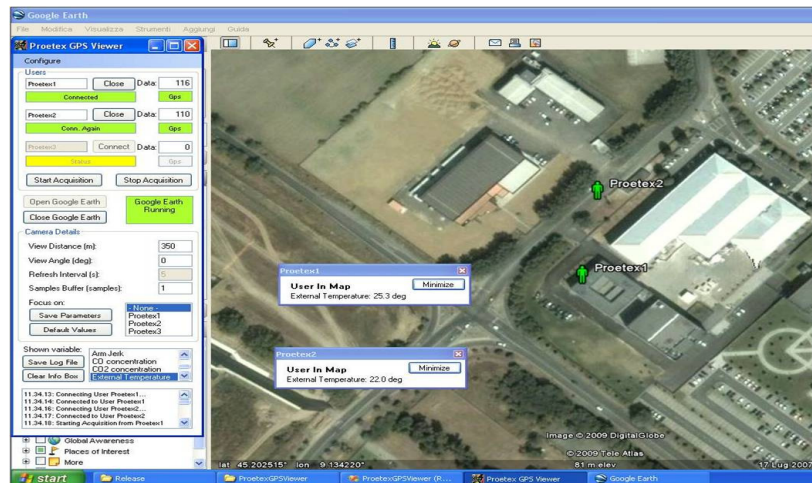 Google Earth
File Modifica Visualizza Strumenti Aggiungi Guida
Proetex GPS Viewer
Configure
Users
Proetex1 Close Data: 116
Connected Gps
Proetex2 Close Data: 110
Conn. Again Gps
Proetex3 Connect Data: 0
Status Gps
Start Acquisition Stop Acquisition
Open Google Earth Google Earth Running
Close Google Earth
Camera Details
View Distance (m): 350
View Angle (deg): 0
Refresh Interval (s): 5
Samples Buffer (samples): 1
Focus on: - None -
Save Parameters Proetex1
Proetex2
Default Values Proetex3
Shown variable: Arm Jerk
Save Log File CO concentration
CO2 concentration
Clear Info Box External Temperature
11.34.13: Connecting User Proetex1...
11.34.14: Connected to User Proetex1
11.34.16: Connecting User Proetex2...
11.34.17: Connected to User Proetex2
11.34.18: Starting Acquisition from Proetex1
Global Awareness
Places of Interest
More
Proetex2
Proetex1
Proetex1
User In Map Minimize
External Temperature: 25.3 deg
Proetex2
User In Map Minimize
External Temperature: 22.0 deg
Image © 2009 DigitalGlobe
© 2009 Tele Atlas
lat 45.202515° lon 9.134220° 81 m elev 17 Lug 2007
start Release ProetexGPSViewer ProetexGPSViewer (R... Proetex GPS Viewer Google Earth